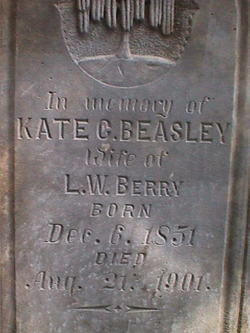 In memory of
KATE C. BEASLEY
Wife of
L. W. BERRY
BORN
Dec. 6. 1851
DIED
Aug. 21. 1901.